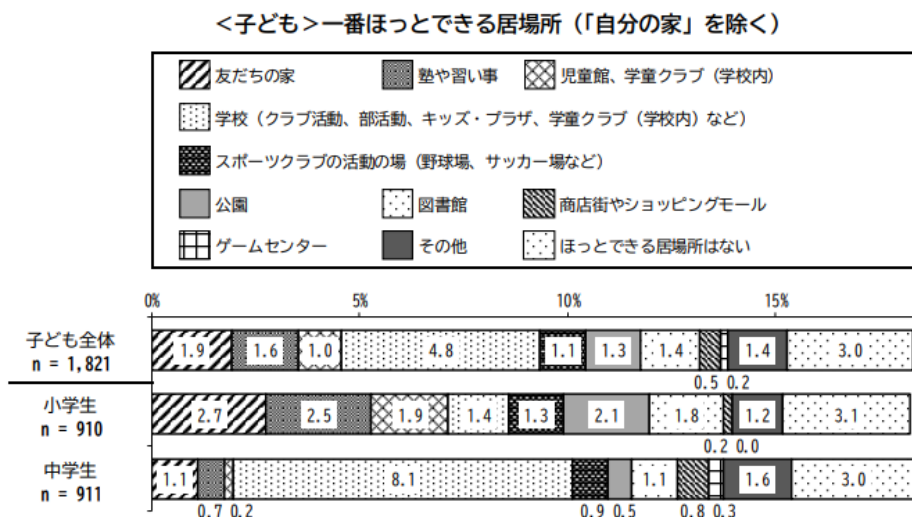 ＜子ども＞一番ほっとできる居場所（「自分の家」を除く）
友だちの家 塾や習い事 児童館、学童クラブ（学校内）
学校（クラブ活動、部活動、キッズ・プラザ、学童クラブ（学校内）など）
スポーツクラブの活動の場（野球場、サッカー場など）
公園 図書館 商店街やショッピングモール
ゲームセンター その他 ほっとできる居場所はない
0% 5% 10% 15%
子ども全体
n = 1,821
1.9 1.6 1.0 4.8 1.1 1.3 1.4 1.4 3.0
0.5 0.2
小学生
n = 910
2.7 2.5 1.9 1.4 1.3 2.1 1.8 1.2 3.1
0.2 0.0
中学生
n = 911
1.1 8.1 1.1 1.6 3.0
0.7 0.2 0.9 0.5 0.8 0.3